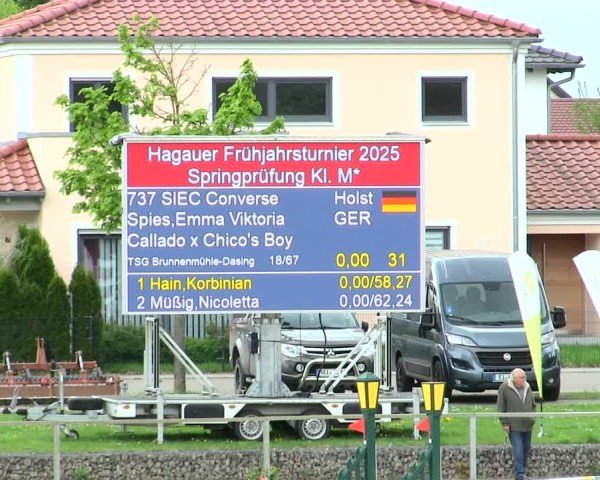 Hagauer Frühjahrsturnier 2025
Springprüfung Kl. M*
737 SIEC Converse Holst
Spies,Emma Viktoria GER
Callado x Chico's Boy
TSG Brunnenmühle-Dasing 18/67 0,00 31
1 Hain,Korbinian 0,00/58,27
2 Müßig,Nicoletta 0,00/62,24